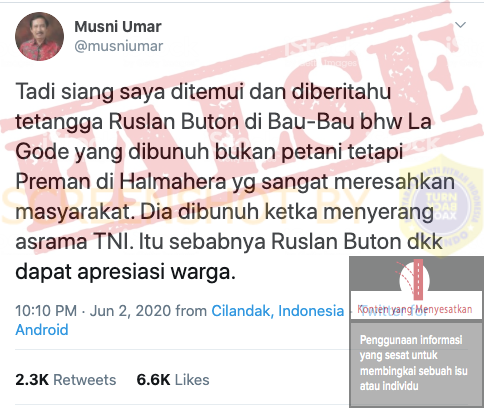 Musni Umar
@musniumar
FALSE
Tadi siang saya ditemui dan diberitahu
tetangga Ruslan Buton di Bau-Bau bhw La
Gode yang dibunuh bukan petani tetapi
Preman di Halmahera yg sangat meresahkan
masyarakat. Dia dibunuh ketka menyerang
asrama TNI. Itu sebabnya Ruslan Buton dkk
dapat apresiasi warga.
TURN
BACK
HOAX
10:10 PM · Jun 2, 2020 from Cilandak, Indonesia · Twitter for
Android
Konten yang Menyesatkan
Penggunaan informasi
yang sesat untuk
membingkai sebuah isu
atau individu
2.3K Retweets 6.6K Likes